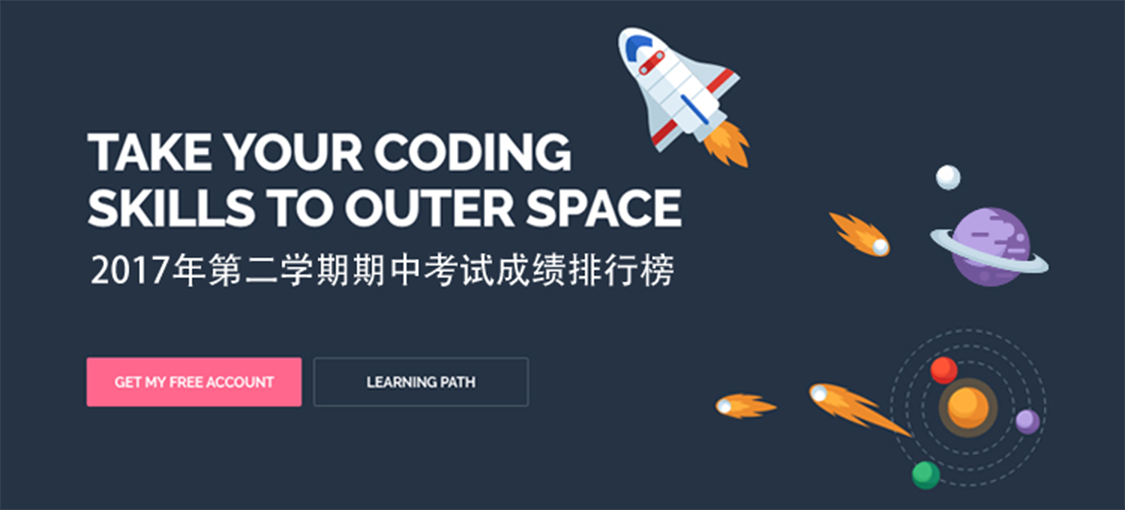 TAKE YOUR CODING
SKILLS TO OUTER SPACE
2017年第二学期期中考试成绩排行榜
GET MY FREE ACCOUNT
LEARNING PATH